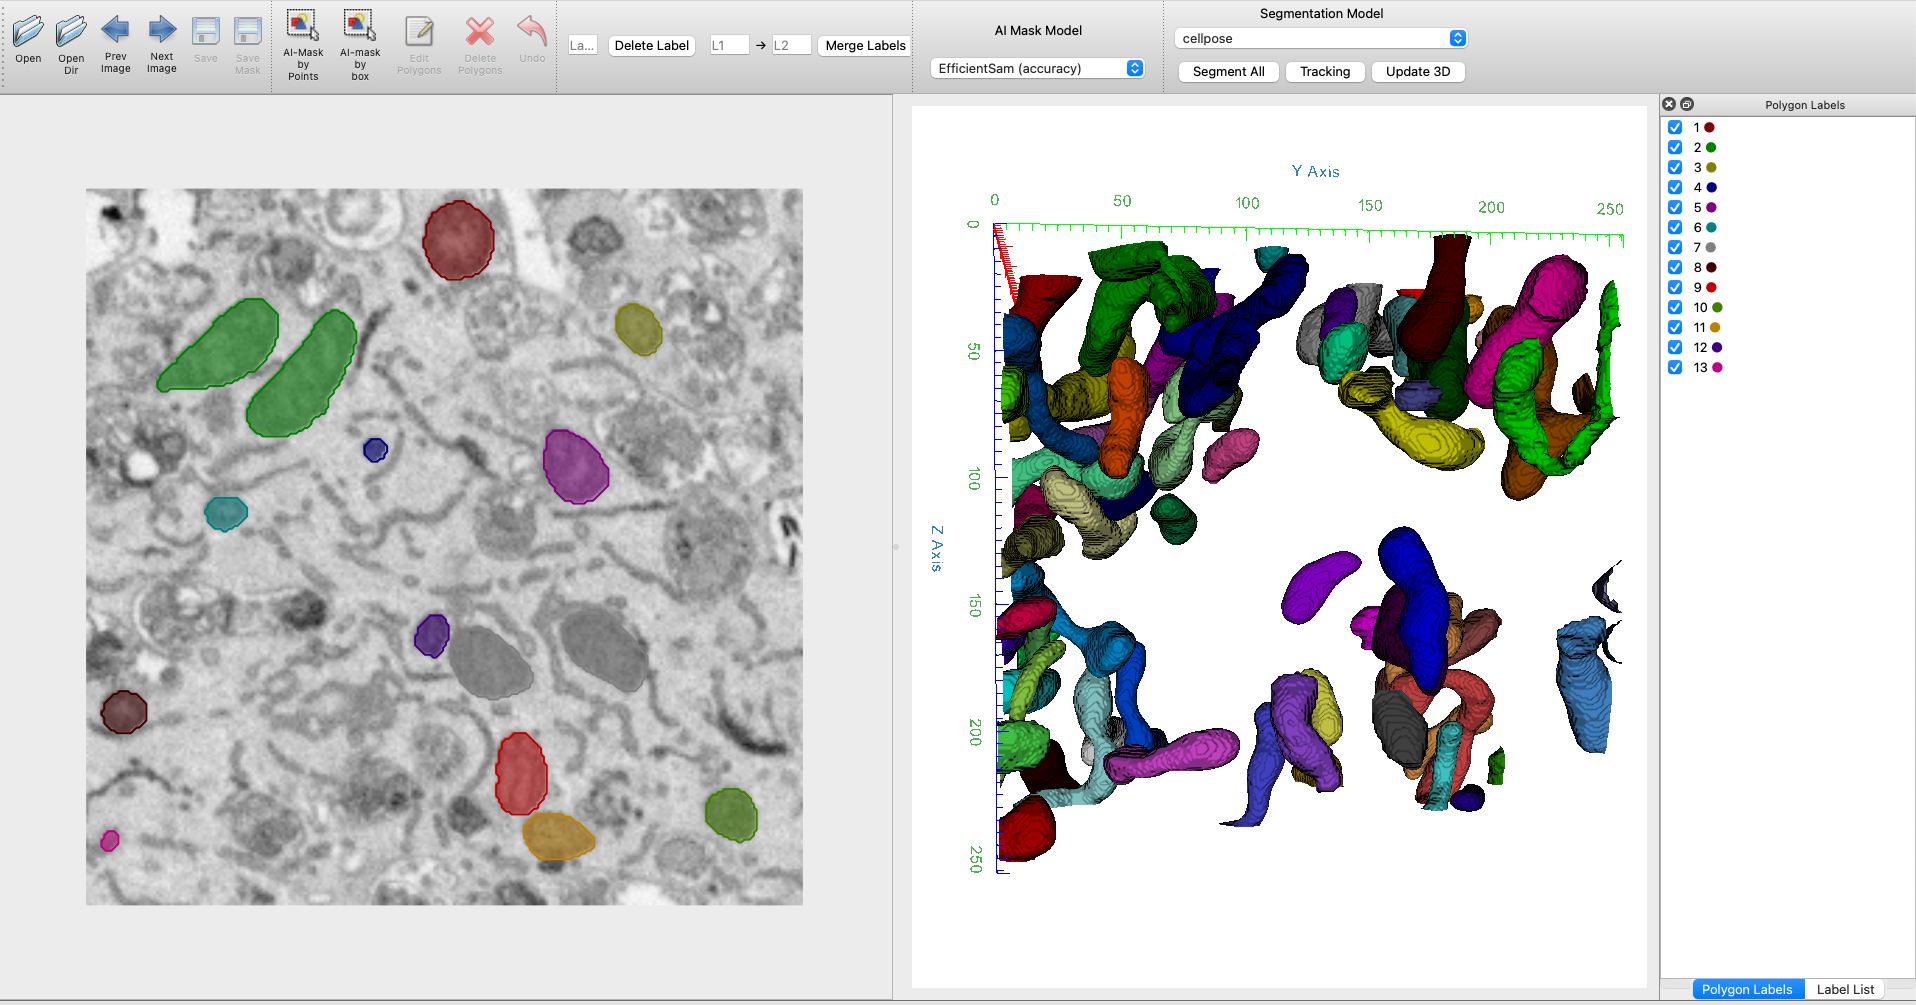 Open
Open Dir
Prev Image
Next Image
Save
Save Mask
AI-Mask by Points
AI-mask by box
Edit Polygons
Delete Polygons
Undo
La...
Delete Label
L1
→
L2
Merge Labels
AI Mask Model
EfficientSam (accuracy)
Segmentation Model
cellpose
Segment All
Tracking
Update 3D
Y Axis
0 50 100 150 200 250
Z Axis
0
50
100
150
200
250
Polygon Labels
1
2
3
4
5
6
7
8
9
10
11
12
13
Polygon Labels
Label List